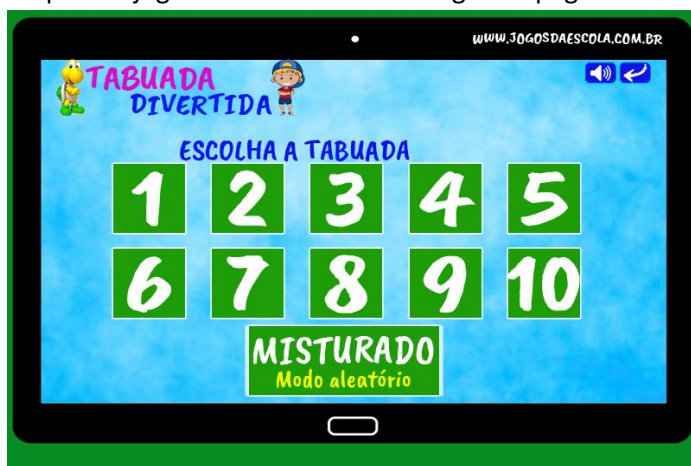 WWW.JOGOSDAESCOLA.COM.BR
TABUADA
DIVERTIDA
ESCOLHA A TABUADA
1 2 3 4 5
6 7 8 9 10
MISTURADO
Modo aleatório